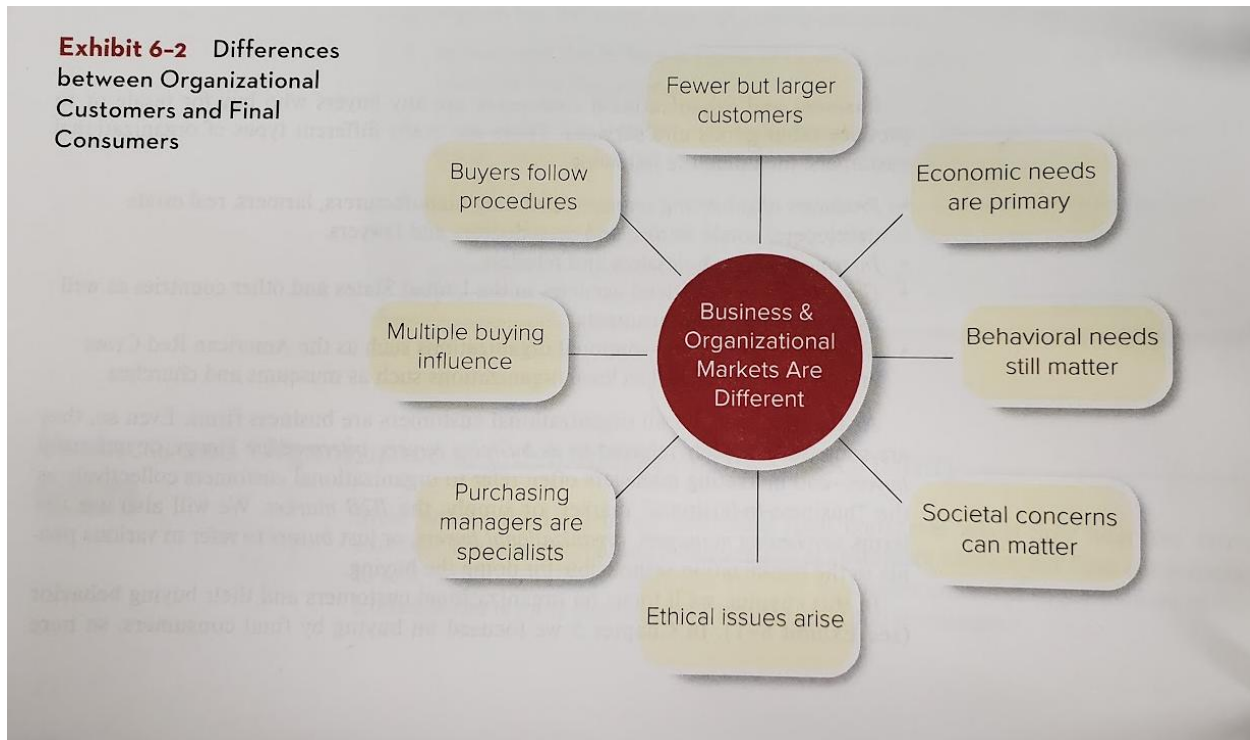 Exhibit 6-2 Differences
between Organizational
Customers and Final
Consumers
Fewer but larger
customers
Economic needs
are primary
Behavioral needs
still matter
Societal concerns
can matter
Ethical issues arise
Purchasing
managers are
specialists
Multiple buying
influence
Buyers follow
procedures
Business &
Organizational
Markets Are
Different